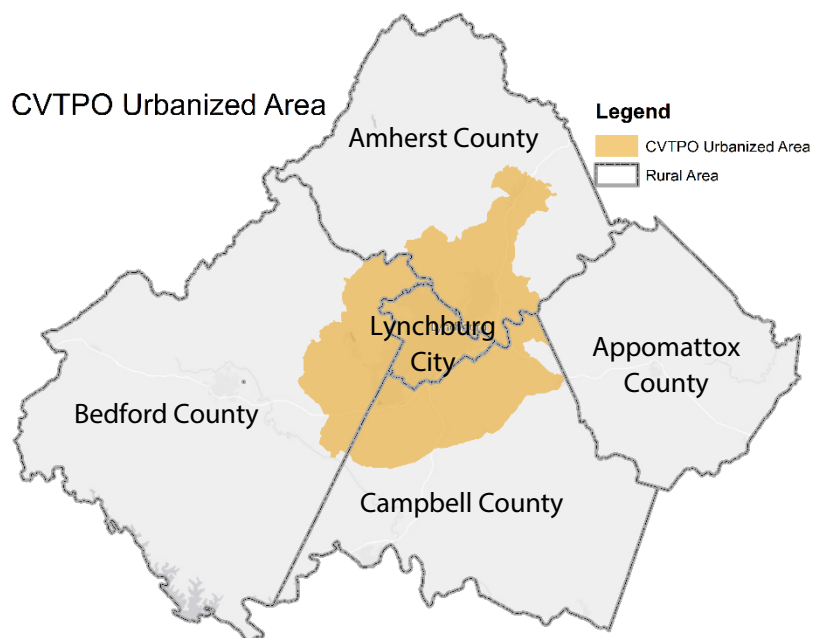 CVTPO Urbanized Area
Legend
CVTPO Urbanized Area
Rural Area
Amherst County
Lynchburg
City
Appomattox
County
Bedford County
Campbell County